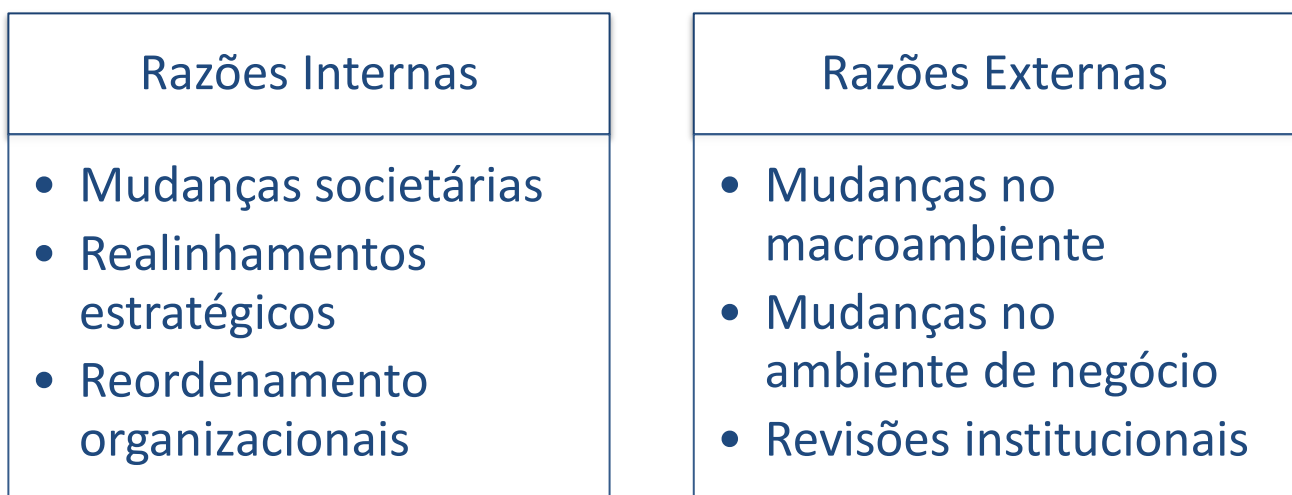 Razões Internas
• Mudanças societárias
• Realinhamentos
estratégicos
• Reordenamento
organizacionais
Razões Externas
• Mudanças no
macroambiente
• Mudanças no
ambiente de negócio
• Revisões institucionais